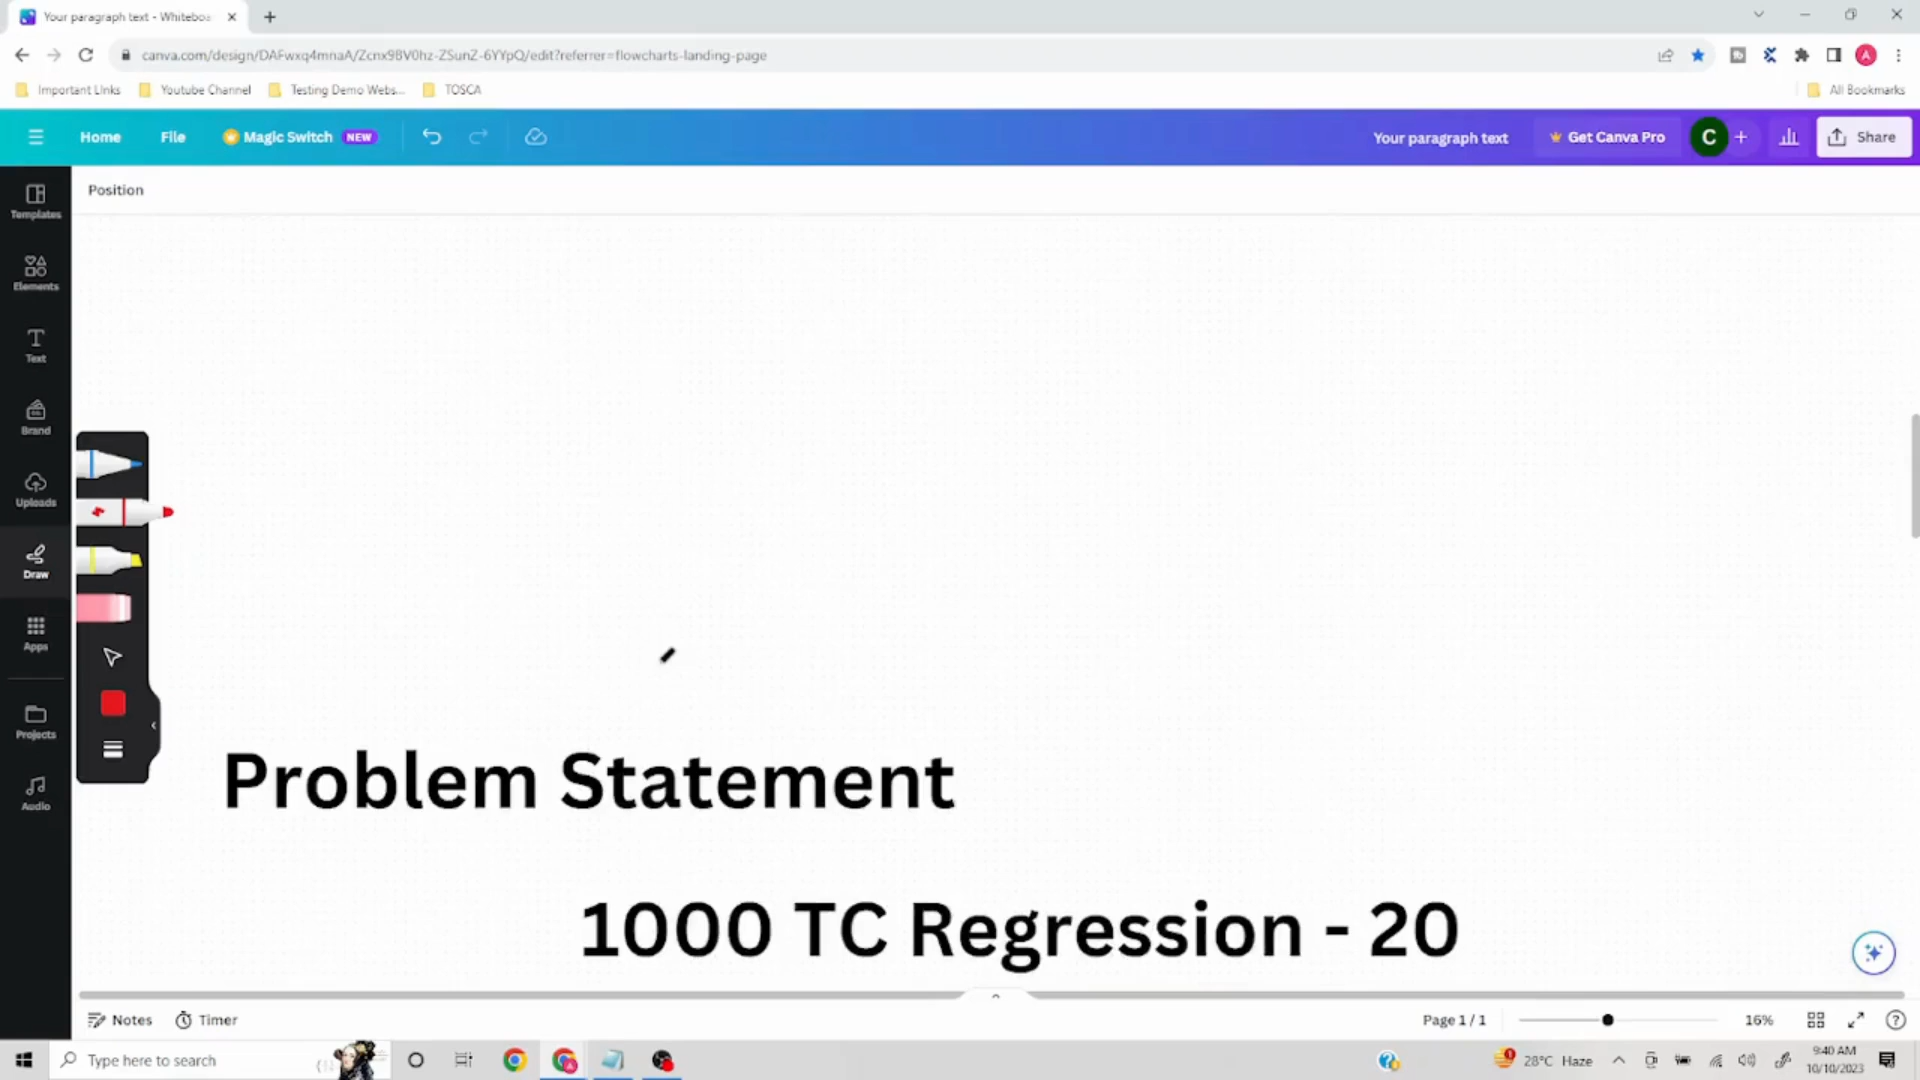 Your paragraph text - Whiteboa
canva.com/design/DAFwxq4mnaA/Zcnx9BV0hz-ZSunZ-6YYpQ/edit?referrer=flowcharts-landing-page
A
Important Links
Youtube Channel
Testing Demo Webs...
TOSCA
All Bookmarks
Home
File
Magic Switch
NEW
Your paragraph text
Get Canva Pro
C
+
Share
Position
Templates
Elements
Text
Brand
Uploads
Draw
Apps
Projects
Audio
Problem Statement
1000 TC Regression - 20
Notes
Timer
Page 1 / 1
16%
Type here to search
28°C Haze
9:40 AM
10/10/2023